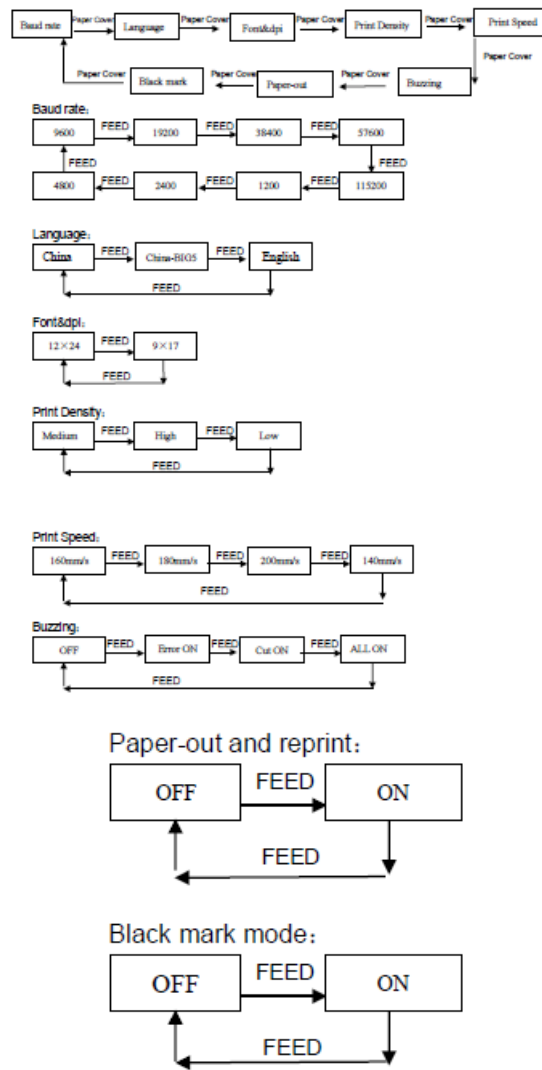 Baud rate Paper Cover Language Paper Cover Font&dpi Paper Cover Print Density Paper Cover Print Speed
Paper Cover
Black mark Paper Cover Paper-out Paper Cover Buzzing Paper Cover
Baud rate:
9600 FEED 19200 FEED 38400 FEED 57600
FEED FEED
4800 FEED 2400 FEED 1200 FEED 115200
Language:
China FEED China-BIG5 FEED English
FEED
Font&dpi:
12×24 FEED 9×17
FEED
Print Density:
Medium FEED High FEED Low
FEED
Print Speed:
160mm/s FEED 180mm/s FEED 200mm/s FEED 140mm/s
FEED
Buzzing:
OFF FEED Error ON FEED Cut ON FEED ALL ON
FEED
Paper-out and reprint:
OFF FEED ON
FEED
Black mark mode:
OFF FEED ON
FEED